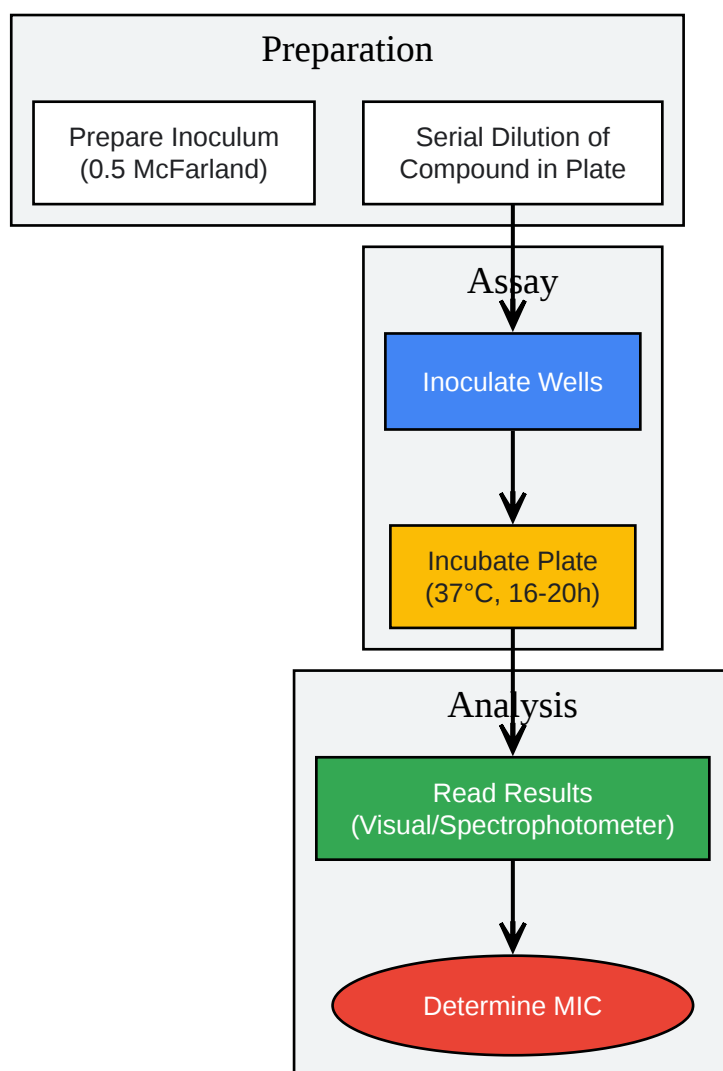 Preparation
Prepare Inoculum
(0.5 McFarland)
Serial Dilution of
Compound in Plate
Assay
Inoculate Wells
Incubate Plate
(37°C, 16-20h)
Analysis
Read Results
(Visual/Spectrophotometer)
Determine MIC